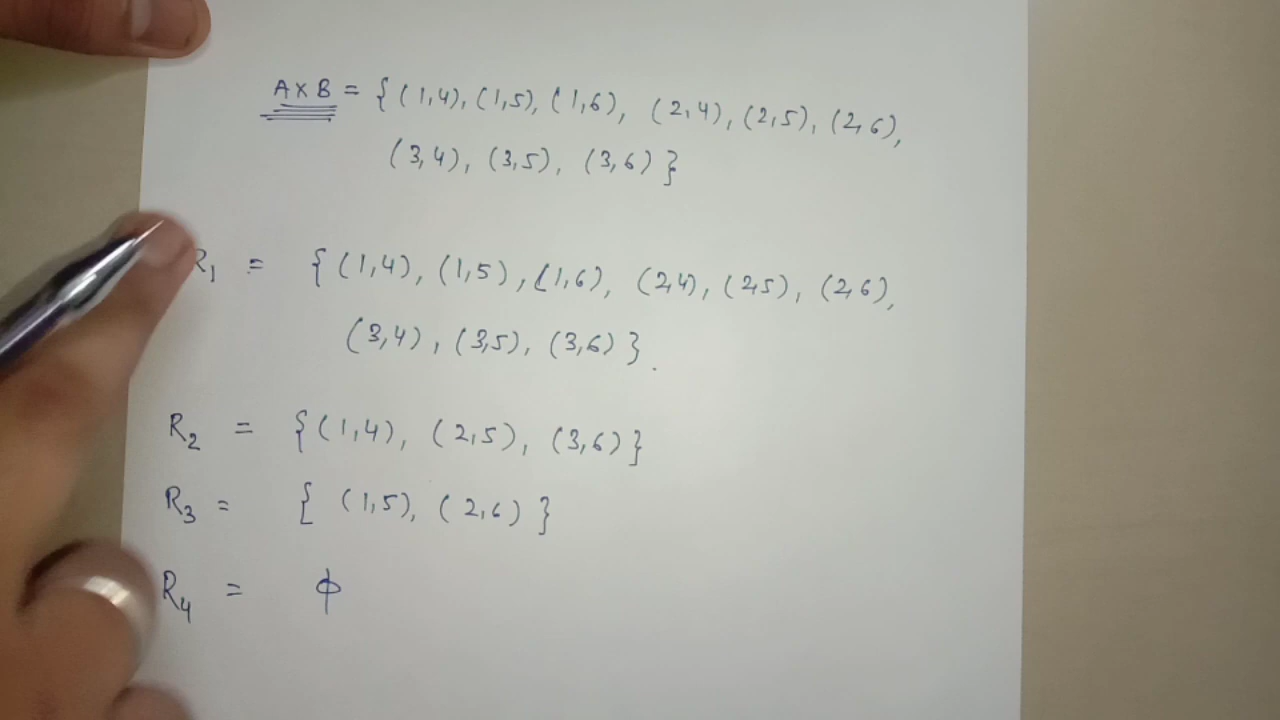 A X B = { (1,4), (1,5), (1,6), (2,4), (2,5), (2,6),
(3,4), (3,5), (3,6) }
R1 = { (1,4), (1,5), (1,6), (2,4), (2,5), (2,6),
(3,4), (3,5), (3,6) }.
R2 = { (1,4), (2,5), (3,6) }
R3 = { (1,5), (2,6) }
R4 = ϕ